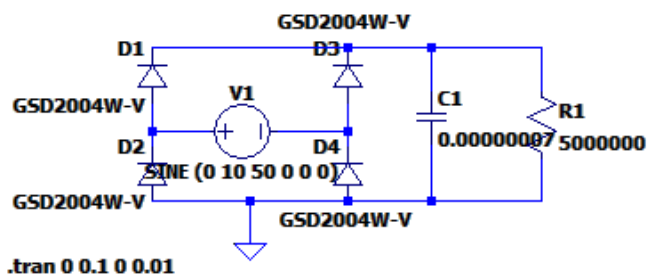 GSD2004W-V
D1
D3
V1
GSD2004W-V
C1
R1
0.00000007
5000000
D2
D4
SINE (0 10 50 0 0 0)
GSD2004W-V
GSD2004W-V
.tran 0 0.1 0 0.01